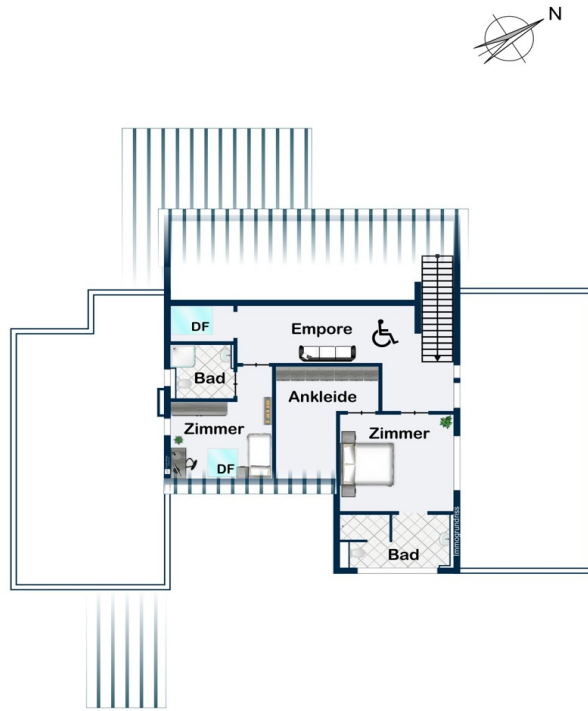 N
DF
Empore
Bad
Ankleide
Zimmer
Zimmer
DF
Bad
Immogrundriss